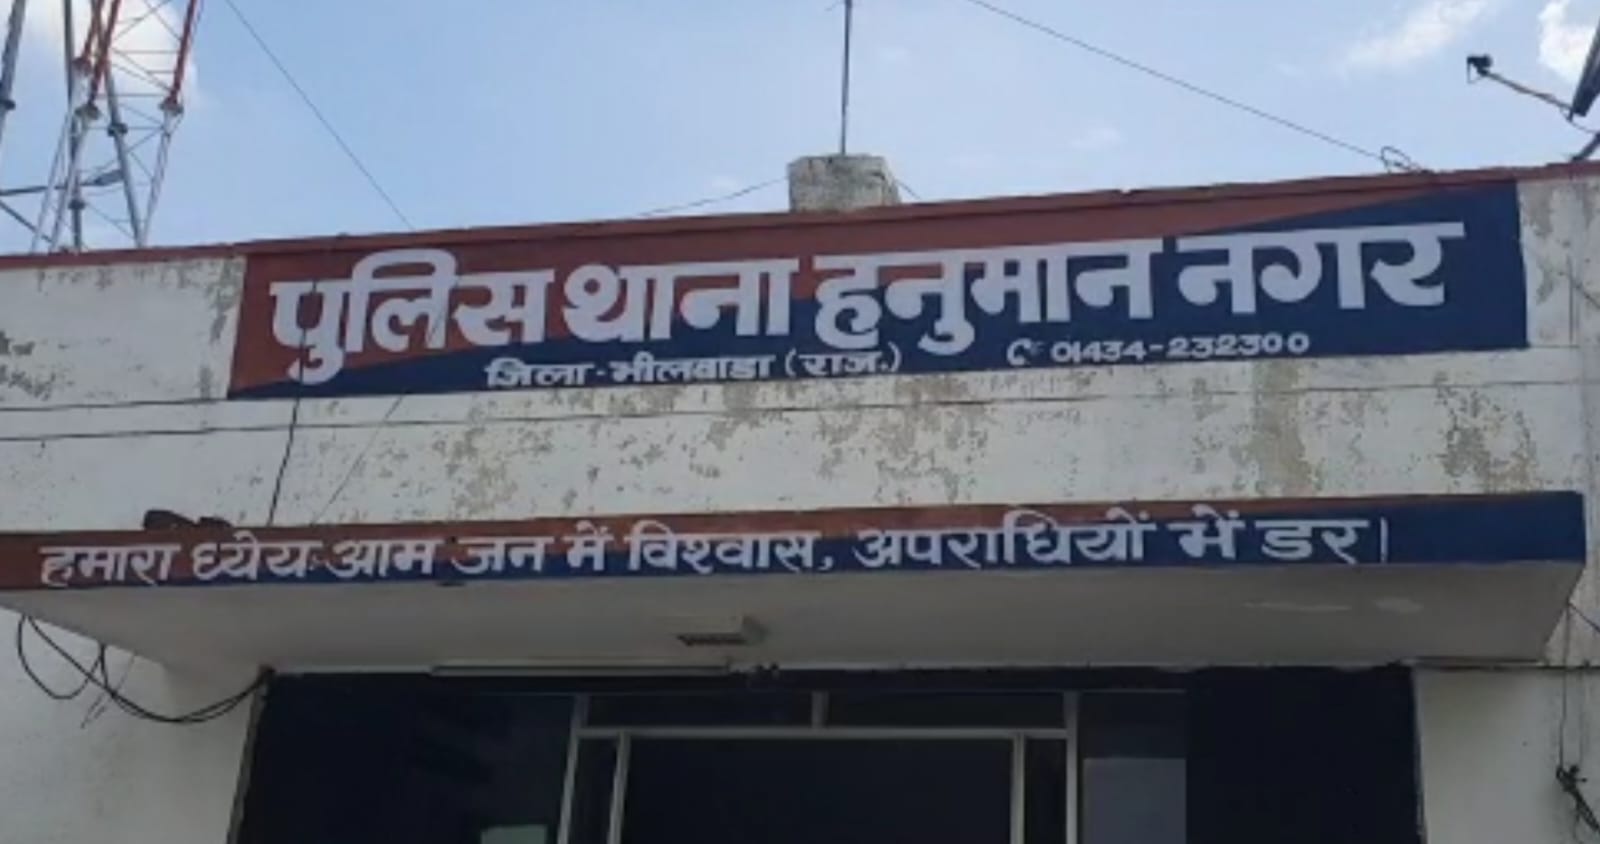 पुलिस थाना हनुमान नगर
जिला - भीलवाडा (राज.) ✆ 01434-232300
हमारा ध्येय:-आम जन में विश्वास, अपराधियों में डर।